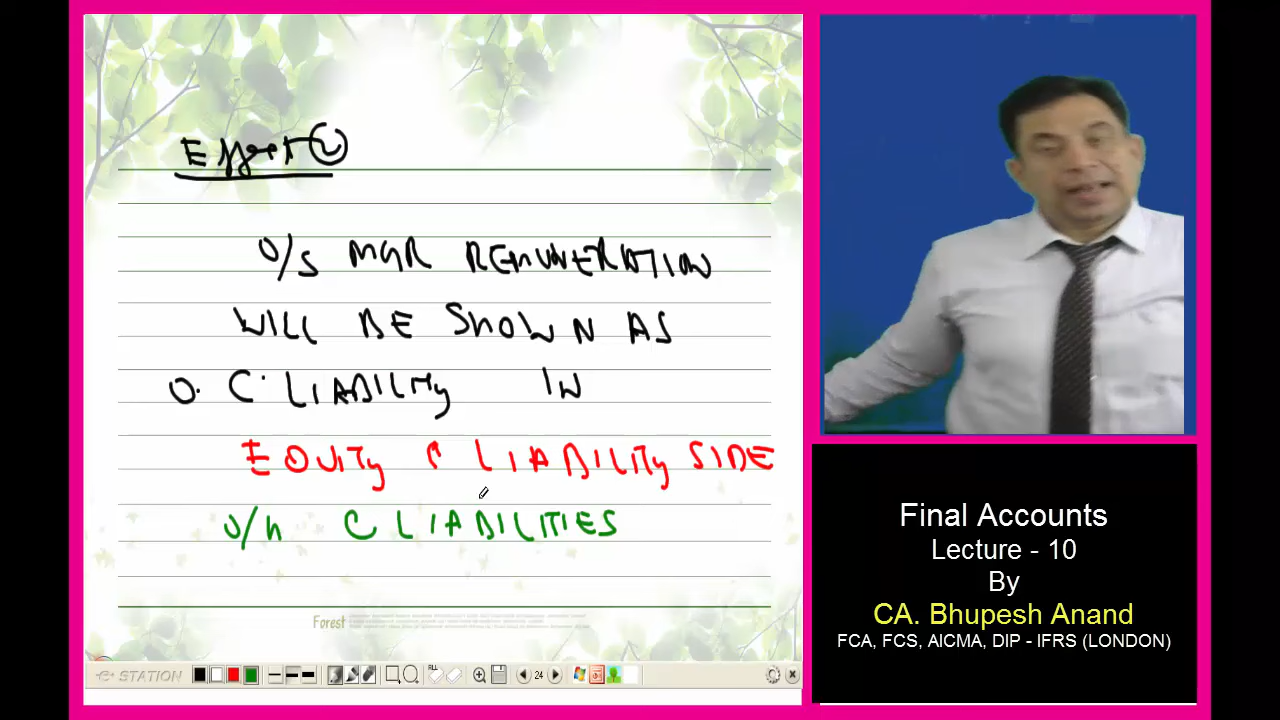 Effect (2)
O/S MGR REMUNERATION
WILL BE SHOWN AS
O. C. LIABILITy IN
EQUITy & LIABILITy SIDE
U/h C LIABILITIES
Forest
e STATION
24
Final Accounts
Lecture - 10
By
CA. Bhupesh Anand
FCA, FCS, AICMA, DIP - IFRS (LONDON)